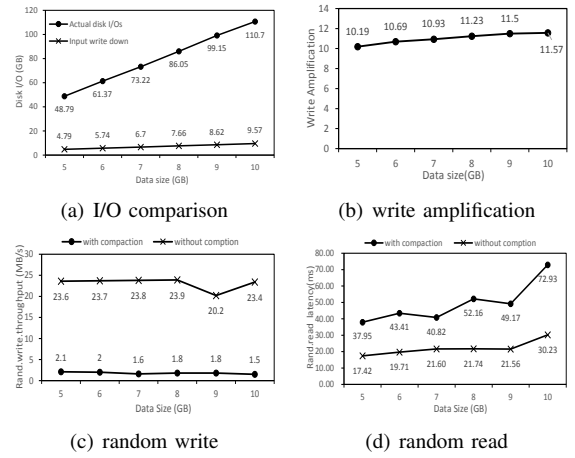 120
100
80
60
40
20
0
Disk I/O (GB)
Actual disk I/Os
Input write down
48.79
61.37
73.22
86.05
99.15
110.7
4.79
5.74
6.7
7.66
8.62
9.57
5 6 7 8 9 10
Data size (GB)
(a) I/O comparison
14
12
10
8
6
4
2
0
Write Amplification
10.19
10.69
10.93
11.23
11.5
11.57
5 6 7 8 9 10
Data size(GB)
(b) write amplification
with compaction without comption
30
25
20
15
10
5
0
Rand.write.throughput (MB/s)
23.6 23.7 23.8 23.9 20.2 23.4
2.1 2 1.6 1.8 1.8 1.5
5 6 7 8 9 10
Data Size (GB)
(c) random write
with compaction without comption
80.00
70.00
60.00
50.00
40.00
30.00
20.00
10.00
0.00
Rand.read latency(ms)
37.95 43.41 40.82 52.16 49.17 72.93
17.42 19.71 21.60 21.74 21.56 30.23
5 6 7 8 9 10
Data Size (GB)
(d) random read